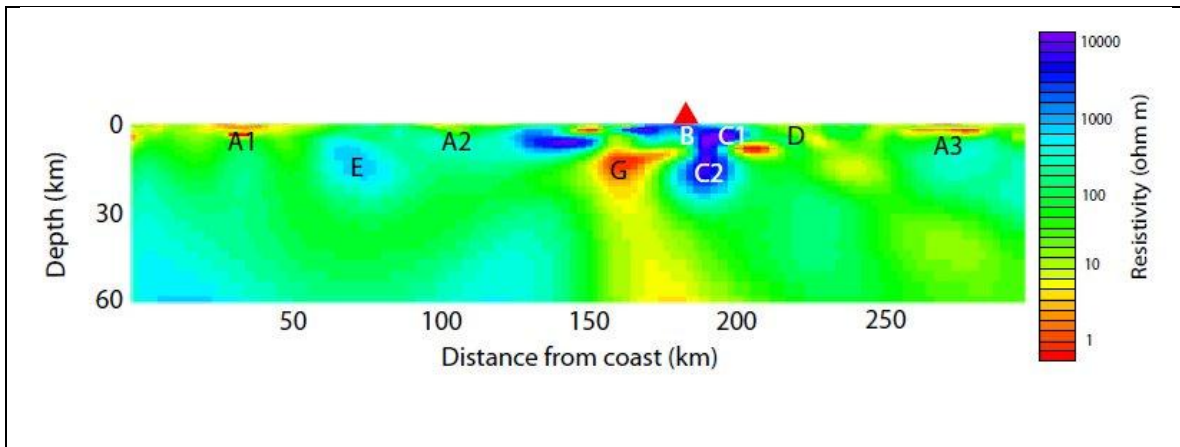 10000
1000
100
10
1
Resistivity (ohm m)
0
30
60
Depth (km)
A1
E
A2
G
B
C1
C2
D
A3
50
100
150
200
250
Distance from coast (km)